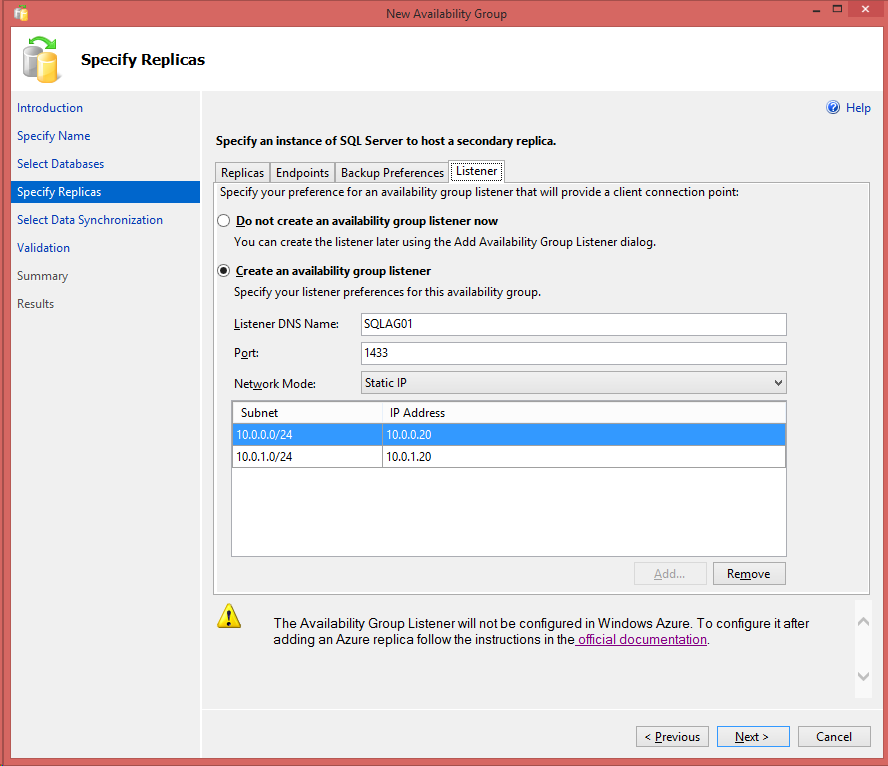 New Availability Group
Specify Replicas
Introduction
Specify Name
Select Databases
Specify Replicas
Select Data Synchronization
Validation
Summary
Results
Help
Specify an instance of SQL Server to host a secondary replica.
Replicas Endpoints Backup Preferences Listener
Specify your preference for an availability group listener that will provide a client connection point:
Do not create an availability group listener now
You can create the listener later using the Add Availability Group Listener dialog.
Create an availability group listener
Specify your listener preferences for this availability group.
Listener DNS Name: SQLAG01
Port: 1433
Network Mode: Static IP
Subnet IP Address
10.0.0.0/24 10.0.0.20
10.0.1.0/24 10.0.1.20
Add... Remove
The Availability Group Listener will not be configured in Windows Azure. To configure it after
adding an Azure replica follow the instructions in the official documentation.
< Previous Next > Cancel